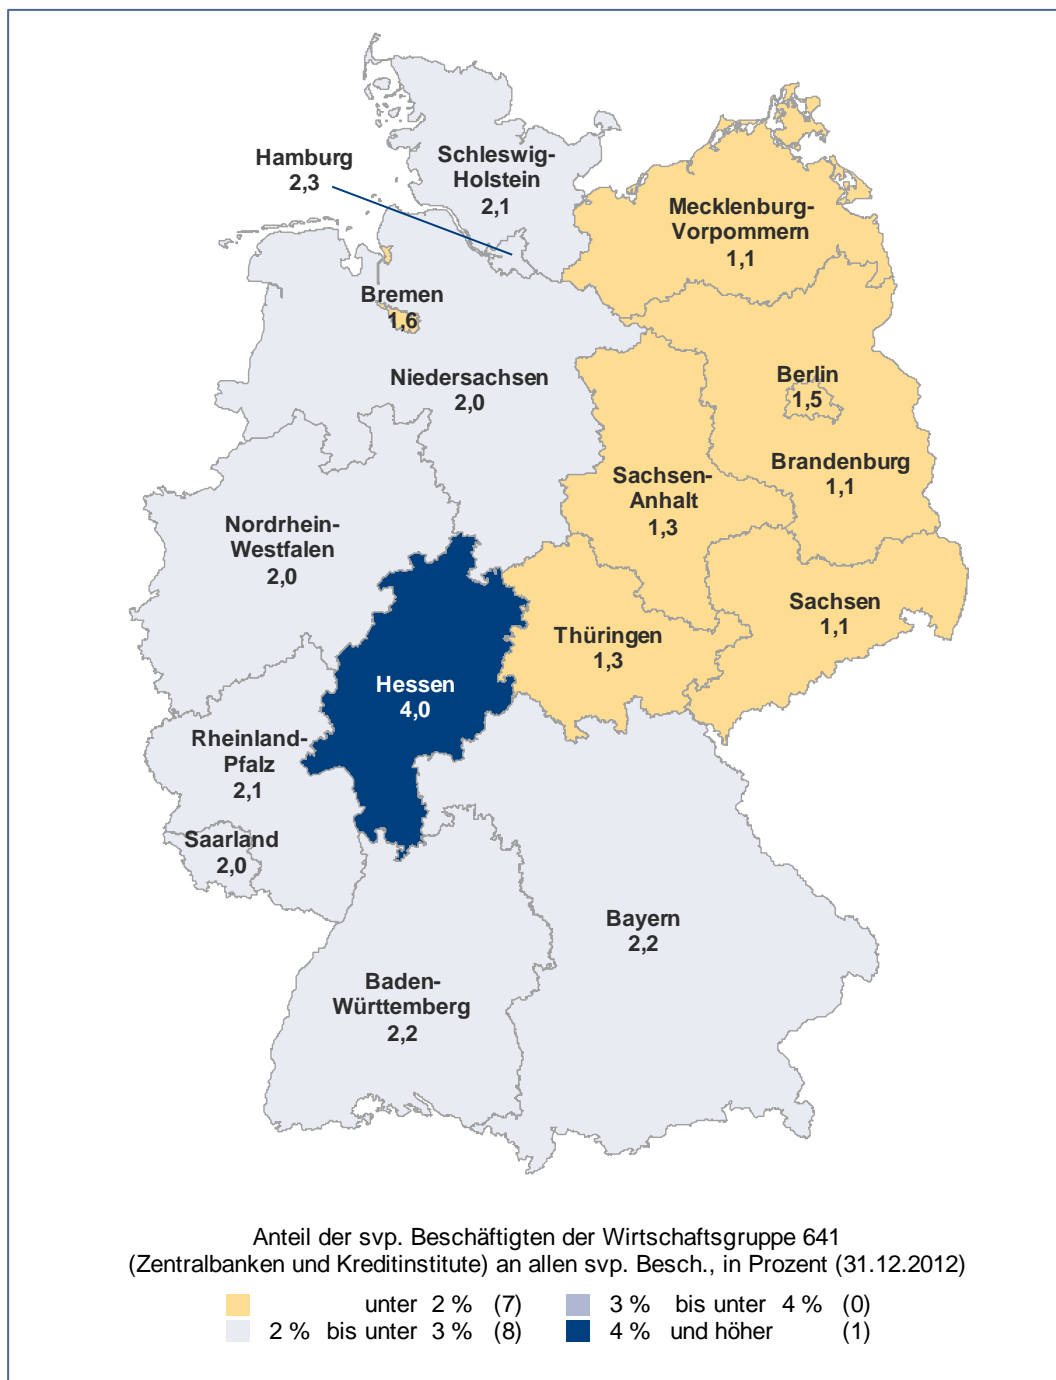 Hamburg
2,3
Schleswig-
Holstein
2,1
Mecklenburg-
Vorpommern
1,1
Bremen
1,6
Niedersachsen
2,0
Berlin
1,5
Brandenburg
1,1
Sachsen-
Anhalt
1,3
Nordrhein-
Westfalen
2,0
Sachsen
1,1
Thüringen
1,3
Hessen
4,0
Rheinland-
Pfalz
2,1
Saarland
2,0
Bayern
2,2
Baden-
Württemberg
2,2
Anteil der svp. Beschäftigten der Wirtschaftsgruppe 641
(Zentralbanken und Kreditinstitute) an allen svp. Besch., in Prozent (31.12.2012)
unter 2 % (7)
2 % bis unter 3 % (8)
3 % bis unter 4 % (0)
4 % und höher (1)